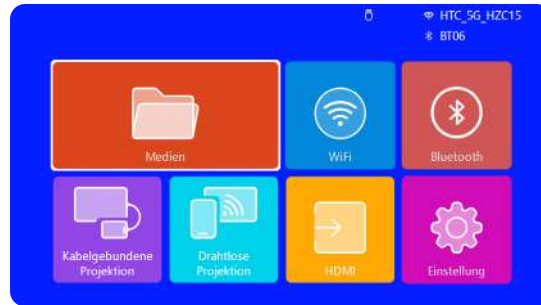 HTC_5G_HZC15
BT06
Medien
WiFi
Bluetooth
Kabelgebundene
Projektion
Drahtlose
Projektion
HDMI
Einstellung